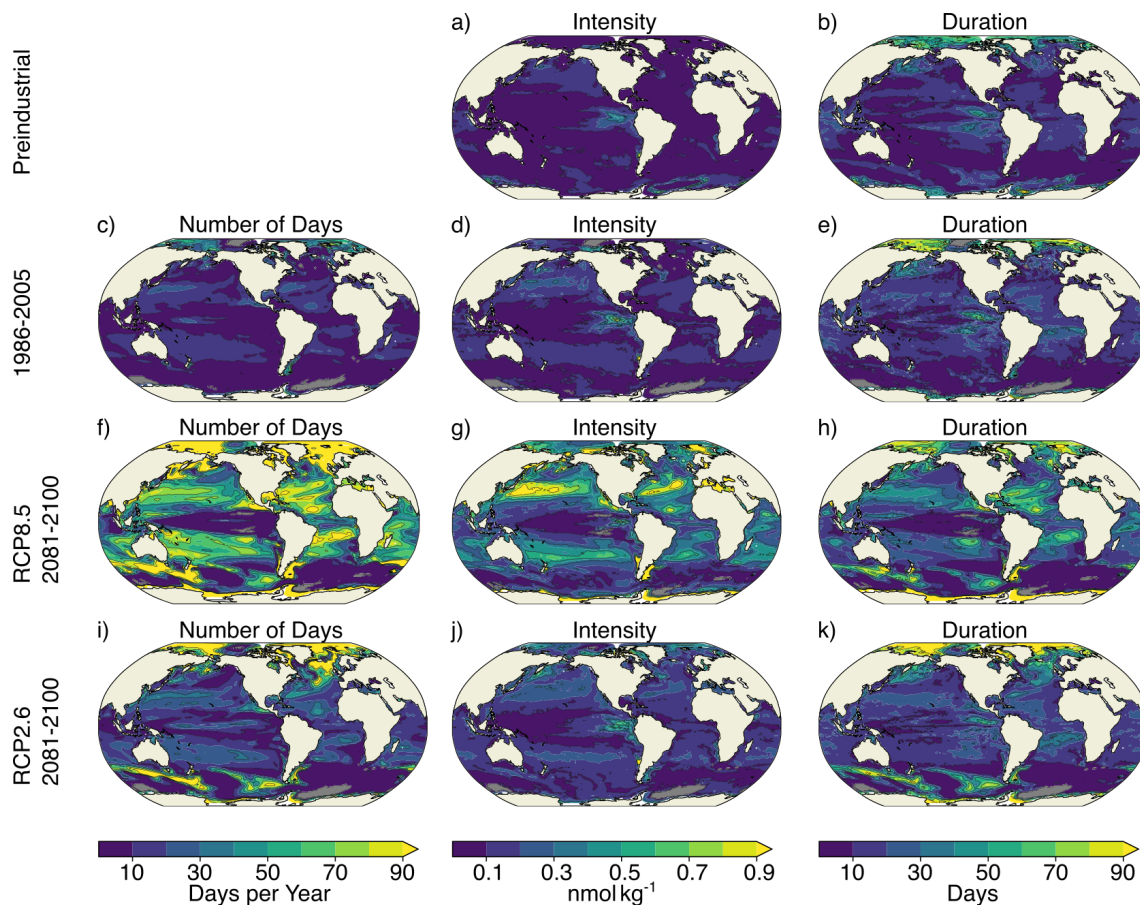 a) Intensity b) Duration
Preindustrial
c) Number of Days d) Intensity e) Duration
1986-2005
f) Number of Days g) Intensity h) Duration
RCP8.5
2081-2100
i) Number of Days j) Intensity k) Duration
RCP2.6
2081-2100
10 30 50 70 90 0.1 0.3 0.5 0.7 0.9 10 30 50 70 90
Days per Year nmol kg⁻¹ Days